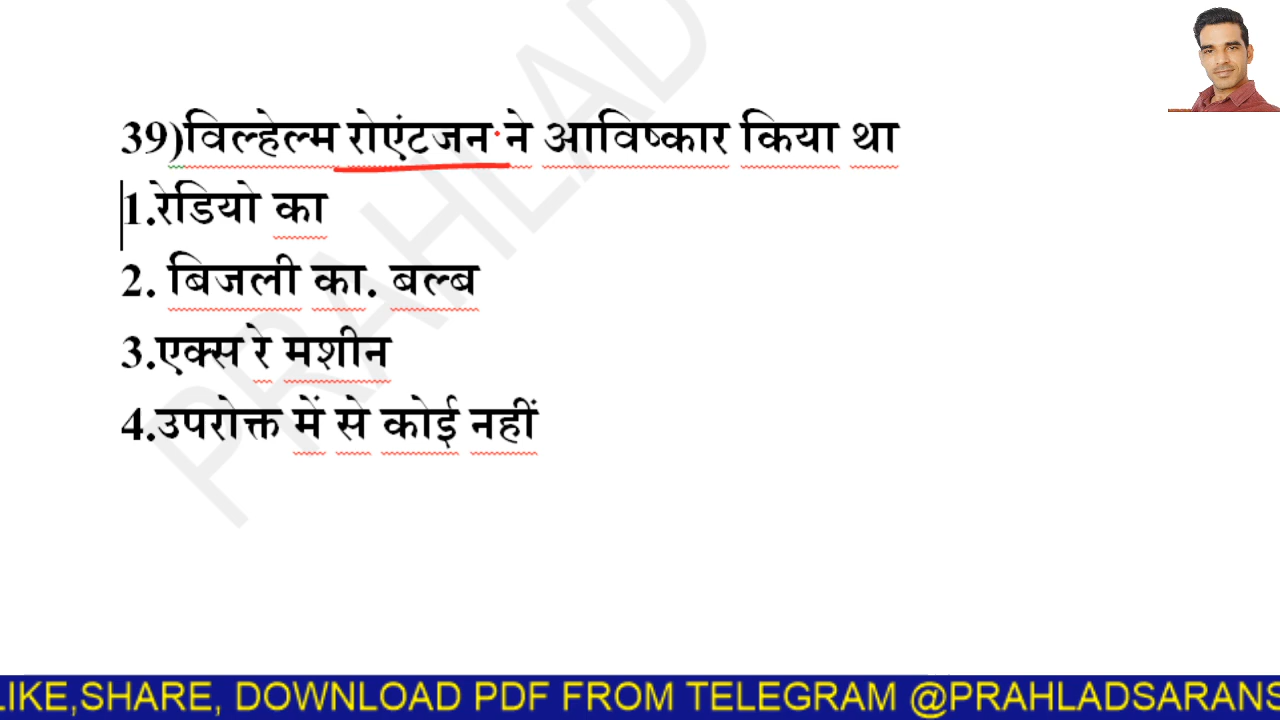 39)विल्हेल्म रोएंटजन ने आविष्कार किया था
1.रेडियो का
2. बिजली का. बल्ब
3.एक्स रे मशीन
4.उपरोक्त में से कोई नहीं
PRAHLAD
LIKE,SHARE, DOWNLOAD PDF FROM TELEGRAM @PRAHLADSARANS